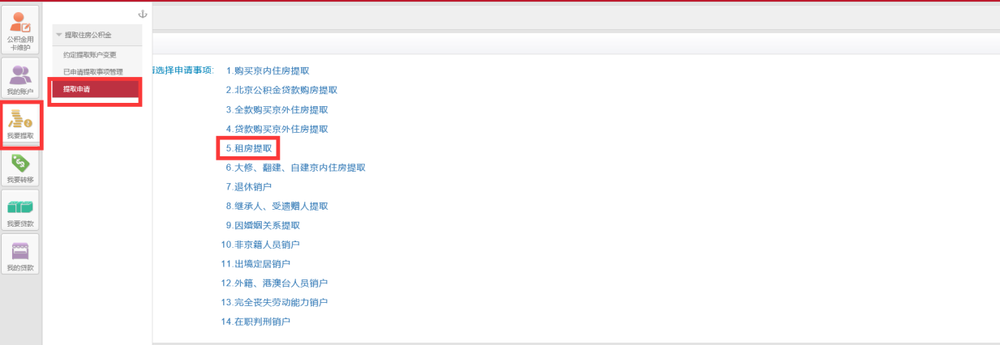 公积金用
卡维护
我的账户
我要提取
我要转移
我要贷款
我的贷款
提取住房公积金
约定提取账户变更
已申请提取事项管理
提取申请
选择申请事项:
1.购买京内住房提取
2.北京公积金贷款购房提取
3.全款购买京外住房提取
4.贷款购买京外住房提取
5.租房提取
6.大修、翻建、自建京内住房提取
7.退休销户
8.继承人、受遗赠人提取
9.因婚姻关系提取
10.非京籍人员销户
11.出境定居销户
12.外籍、港澳台人员销户
13.完全丧失劳动能力销户
14.在职判刑销户